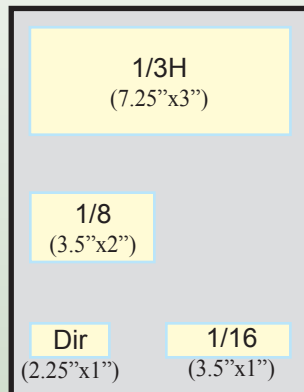 1/3H
(7.25”x3”)
1/8
(3.5”x2”)
Dir
(2.25”x1”)
1/16
(3.5”x1”)